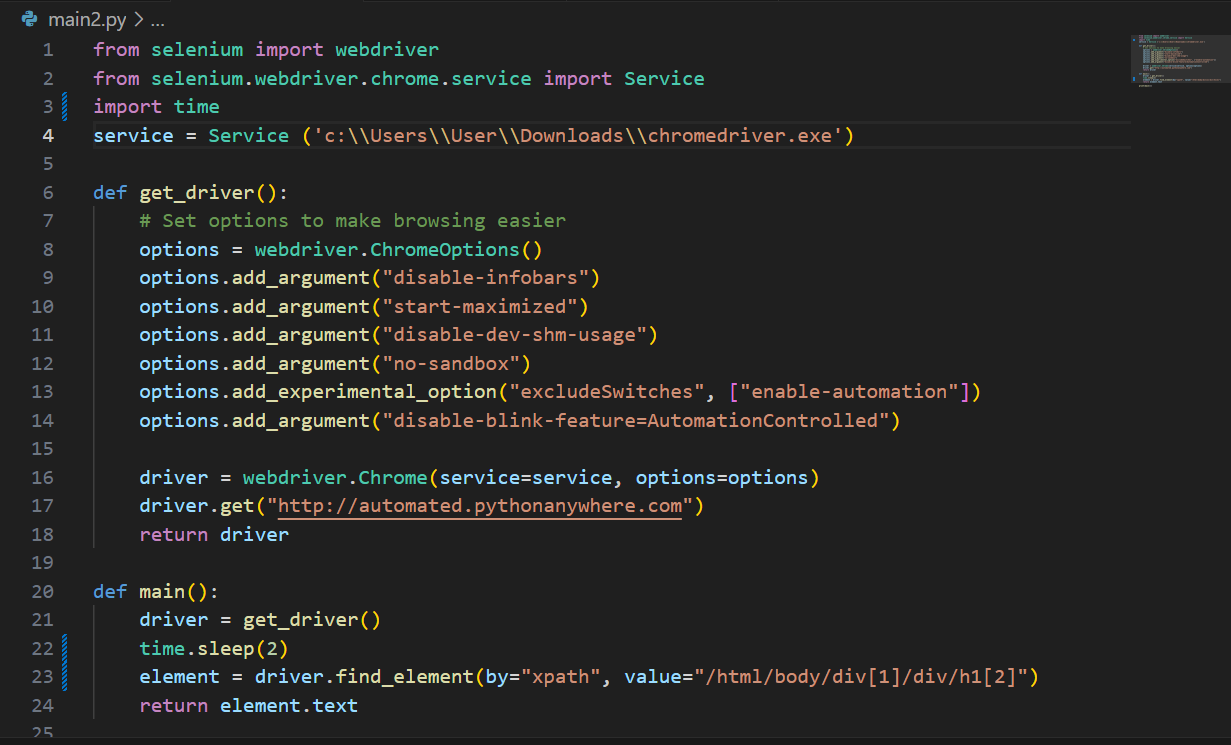 main2.py > ...
1 from selenium import webdriver
2 from selenium.webdriver.chrome.service import Service
3 import time
4 service = Service ('c:\\Users\\User\\Downloads\\chromedriver.exe')
5
6 def get_driver():
7     # Set options to make browsing easier
8     options = webdriver.ChromeOptions()
9     options.add_argument("disable-infobars")
10     options.add_argument("start-maximized")
11     options.add_argument("disable-dev-shm-usage")
12     options.add_argument("no-sandbox")
13     options.add_experimental_option("excludeSwitches", ["enable-automation"])
14     options.add_argument("disable-blink-feature=AutomationControlled")
15
16     driver = webdriver.Chrome(service=service, options=options)
17     driver.get("http://automated.pythonanywhere.com")
18     return driver
19
20 def main():
21     driver = get_driver()
22     time.sleep(2)
23     element = driver.find_element(by="xpath", value="/html/body/div[1]/div/h1[2]")
24     return element.text
25